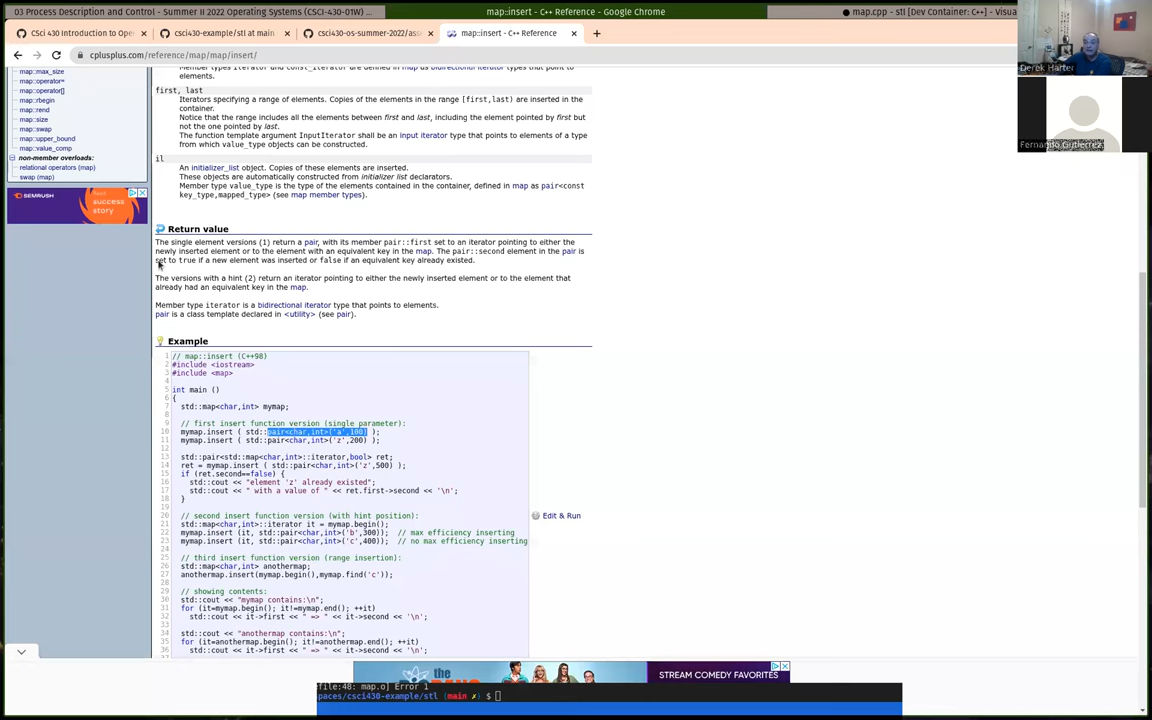 03 Process Description and Control - Summer II 2022 Operating Systems (CSci-430-01W) ...
map::insert - C++ Reference - Google Chrome
map.cpp - stl [Dev Container: C++] - Visua
CSci 430 Introduction to Ope
csci430-example/stl at main
csci430-os-summer-2022/ass
map::insert - C++ Reference
cplusplus.com/reference/map/map/insert/
Derek Harter
Fernando Gutierrez
map::max_size
map::operator=
map::operator[]
map::rbegin
map::rend
map::size
map::swap
map::upper_bound
map::value_comp
non-member overloads:
relational operators (map)
swap (map)
SEMRUSH
success
story
Member types iterator and const_iterator are defined in map as bidirectional iterator types that point to
elements.
first, last
Iterators specifying a range of elements. Copies of the elements in the range [first,last) are inserted in the
container.
Notice that the range includes all the elements between first and last, including the element pointed by first but
not the one pointed by last.
The function template argument InputIterator shall be an input iterator type that points to elements of a type
from which value_type objects can be constructed.
il
An initializer_list object. Copies of these elements are inserted.
These objects are automatically constructed from initializer list declarators.
Member type value_type is the type of the elements contained in the container, defined in map as pair<const
key_type,mapped_type> (see map member types).
Return value
The single element versions (1) return a pair, with its member pair::first set to an iterator pointing to either the
newly inserted element or to the element with an equivalent key in the map. The pair::second element in the pair is
set to true if a new element was inserted or false if an equivalent key already existed.
The versions with a hint (2) return an iterator pointing to either the newly inserted element or to the element that
already had an equivalent key in the map.
Member type iterator is a bidirectional iterator type that points to elements.
pair is a class template declared in <utility> (see pair).
Example
1 // map::insert (C++98)
2 #include <iostream>
3 #include <map>
4
5 int main ()
6 {
7 std::map<char,int> mymap;
8
9 // first insert function version (single parameter):
10 mymap.insert ( std::pair<char,int>('a',100) );
11 mymap.insert ( std::pair<char,int>('z',200) );
12
13 std::pair<std::map<char,int>::iterator,bool> ret;
14 ret = mymap.insert ( std::pair<char,int>('z',500) );
15 if (ret.second==false) {
16 std::cout << "element 'z' already existed";
17 std::cout << " with a value of " << ret.first->second << '\n';
18 }
19
20 // second insert function version (with hint position):
21 std::map<char,int>::iterator it = mymap.begin();
22 mymap.insert (it, std::pair<char,int>('b',300)); // max efficiency inserting
23 mymap.insert (it, std::pair<char,int>('c',400)); // no max efficiency inserting
24
25 // third insert function version (range insertion):
26 std::map<char,int> anothermap;
27 anothermap.insert(mymap.begin(),mymap.find('c'));
28
29 // showing contents:
30 std::cout << "mymap contains:\n";
31 for (it=mymap.begin(); it!=mymap.end(); ++it)
32 std::cout << it->first << " => " << it->second << '\n';
33
34 std::cout << "anothermap contains:\n";
35 for (it=anothermap.begin(); it!=anothermap.end(); ++it)
36 std::cout << it->first << " => " << it->second << '\n';
Edit & Run
the
STREAM COMEDY FAVORITES
efile:48: map.o] Error 1
spaces/csci430-example/stl (main ✗) $